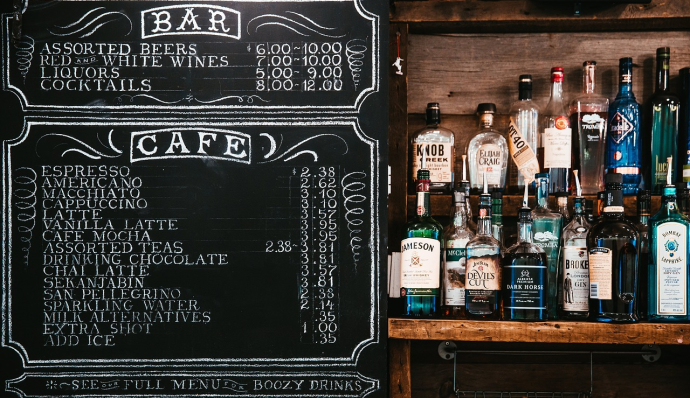 BAR
ASSORTED BEERS $ 6.00~10.00
RED AND WHITE WINES 7.00~10.00
LIQUORS 5.00~ 9.00
COCKTAILS 8.00~12.00
CAFE
ESPRESSO $ 2.38
AMERICANO 2.62
MACCHIATO 3.10
CAPPUCCINO 3.10
LATTE 3.57
VANILLA LATTE 3.95
CAFE MOCHA 3.95
ASSORTED TEAS 2.38~3.81
DRINKING CHOCOLATE 3.81
CHAI LATTE 3.57
SEKANJABIN 3.81
SAN PELLEGRINO 2.38
SPARKLING WATER 2.14
MILK ALTERNATIVES .35
EXTRA SHOT 1.00
ADD ICE .35
SEE OUR FULL MENU FOR BOOZY DRINKS
KNOB CREEK
ELIJAH CRAIG
40
TRIUMPH
JAMESON
DEVIL'S CUT
DARK HORSE
BROKER'S
BOMBAY SAPPHIRE